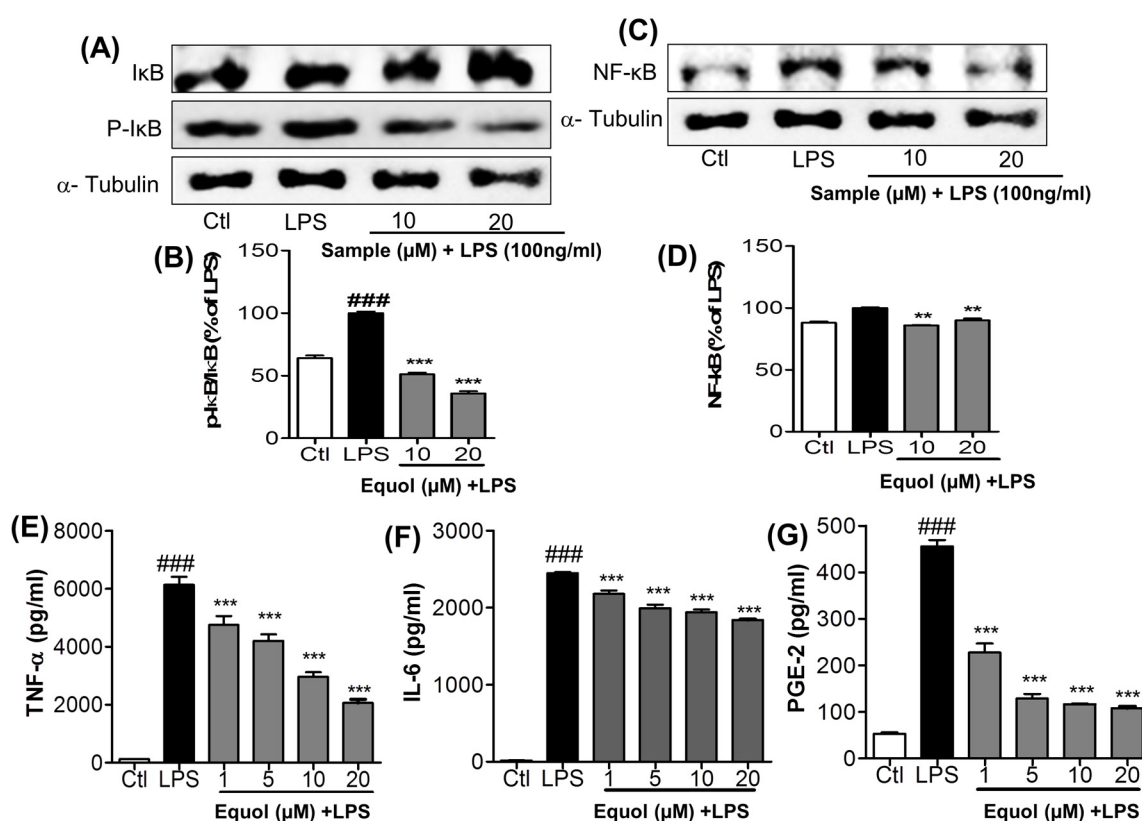 (A)
IκB
P-IκB
α- Tubulin
Ctl LPS 10 20
Sample (µM) + LPS (100ng/ml)
(C)
NF-κB
α- Tubulin
Ctl LPS 10 20
Sample (µM) + LPS (100ng/ml)
(B)
p-IκB/IκB (% of LPS)
150
100
50
0
###
***
***
Ctl LPS 10 20
Equol (µM) +LPS
(D)
NF-kB (% of LPS)
150
100
50
0
**
**
Ctl LPS 10 20
Equol (µM) +LPS
(E)
TNF-α (pg/ml)
8000
6000
4000
2000
0
###
***
***
***
***
Ctl LPS 1 5 10 20
Equol (µM) +LPS
(F)
IL-6 (pg/ml)
3000
2000
1000
0
###
***
***
***
***
Ctl LPS 1 5 10 20
Equol (µM) +LPS
(G)
PGE-2 (pg/ml)
500
400
300
200
100
0
###
***
***
***
***
Ctl LPS 1 5 10 20
Equol (µM) +LPS